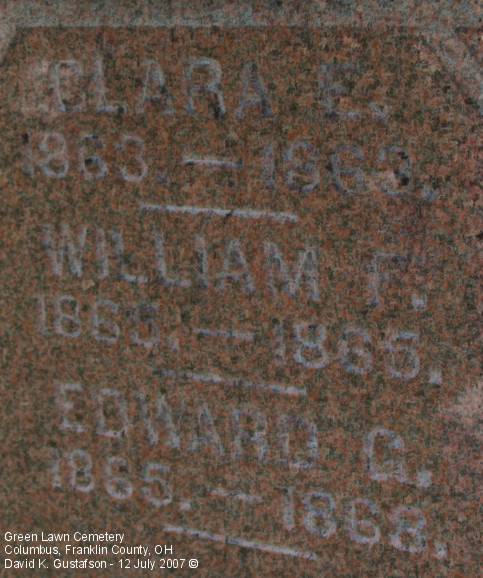 CLARA E.
1863. — 1863.
WILLIAM F.
1865. — 1865.
EDWARD G.
1865. — 1868.
Green Lawn Cemetery
Columbus, Franklin County, OH
David K. Gustafson - 12 July 2007 ©